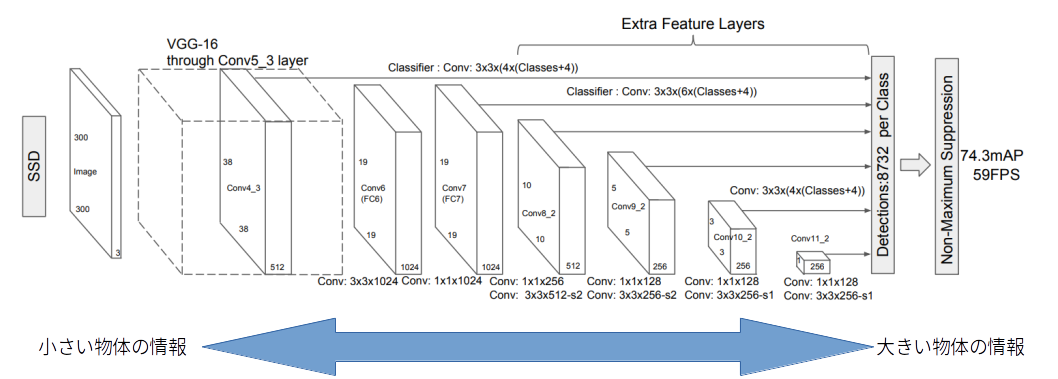 Extra Feature Layers
VGG-16
through Conv5_3 layer
Classifier : Conv: 3x3x(4x(Classes+4))
Classifier : Conv: 3x3x(6x(Classes+4))
SSD
300
Image
300
3
38
Conv4_3
38
512
19
Conv6
(FC6)
19
1024
19
Conv7
(FC7)
19
1024
10
Conv8_2
10
512
5
Conv9_2
5
256
Conv: 3x3x(4x(Classes+4))
3
Conv10_2
3
256
Conv11_2
1
256
Detections:8732 per Class
Non-Maximum Suppression
74.3mAP
59FPS
Conv: 3x3x1024
Conv: 1x1x1024
Conv: 1x1x256
Conv: 3x3x512-s2
Conv: 1x1x128
Conv: 3x3x256-s2
Conv: 1x1x128
Conv: 3x3x256-s1
Conv: 1x1x128
Conv: 3x3x256-s1
小さい物体の情報
大きい物体の情報